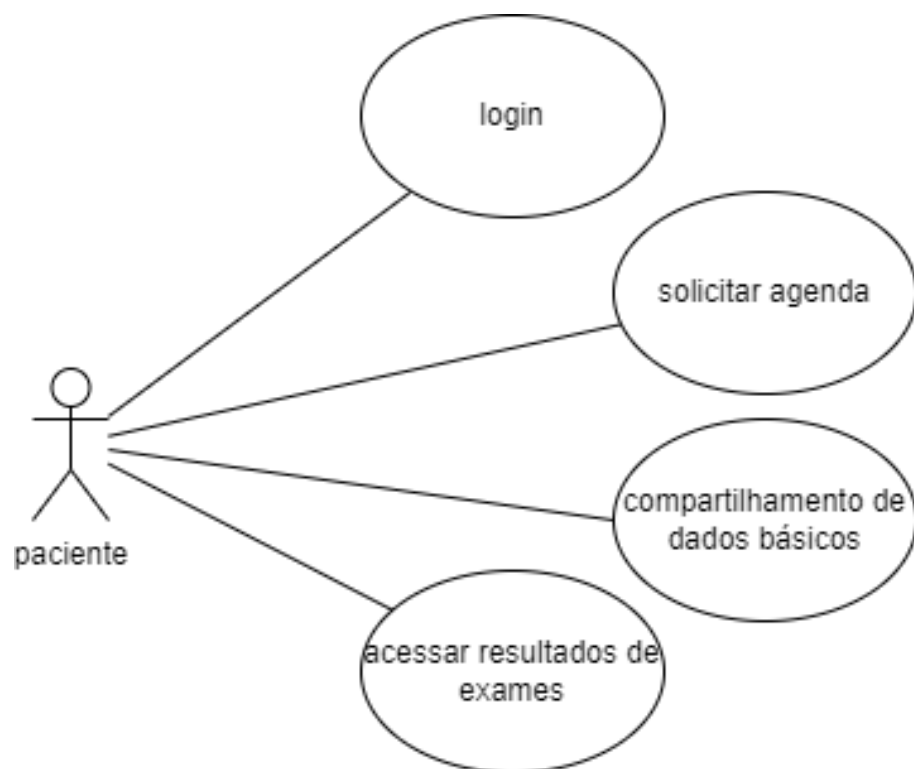 login
solicitar agenda
compartilhamento de
dados básicos
paciente
acessar resultados de
exames